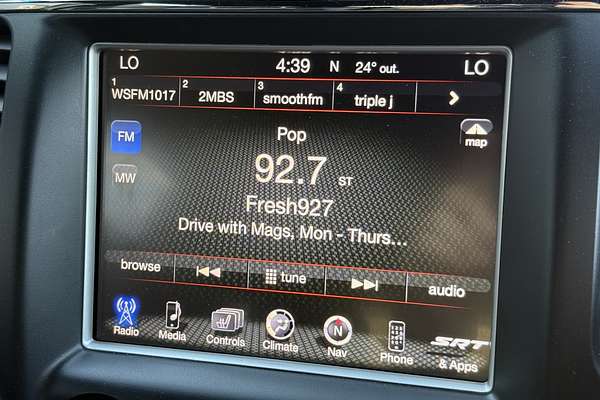 LO 4:39 N 24° out. LO
1 WSFM1017 2 2MBS 3 smoothfm 4 triple j
Pop
FM
map
92.7 ST
MW
Fresh927
Drive with Mags. Mon - Thurs...
browse tune audio
Radio Media Controls Climate Nav Phone SRT & Apps